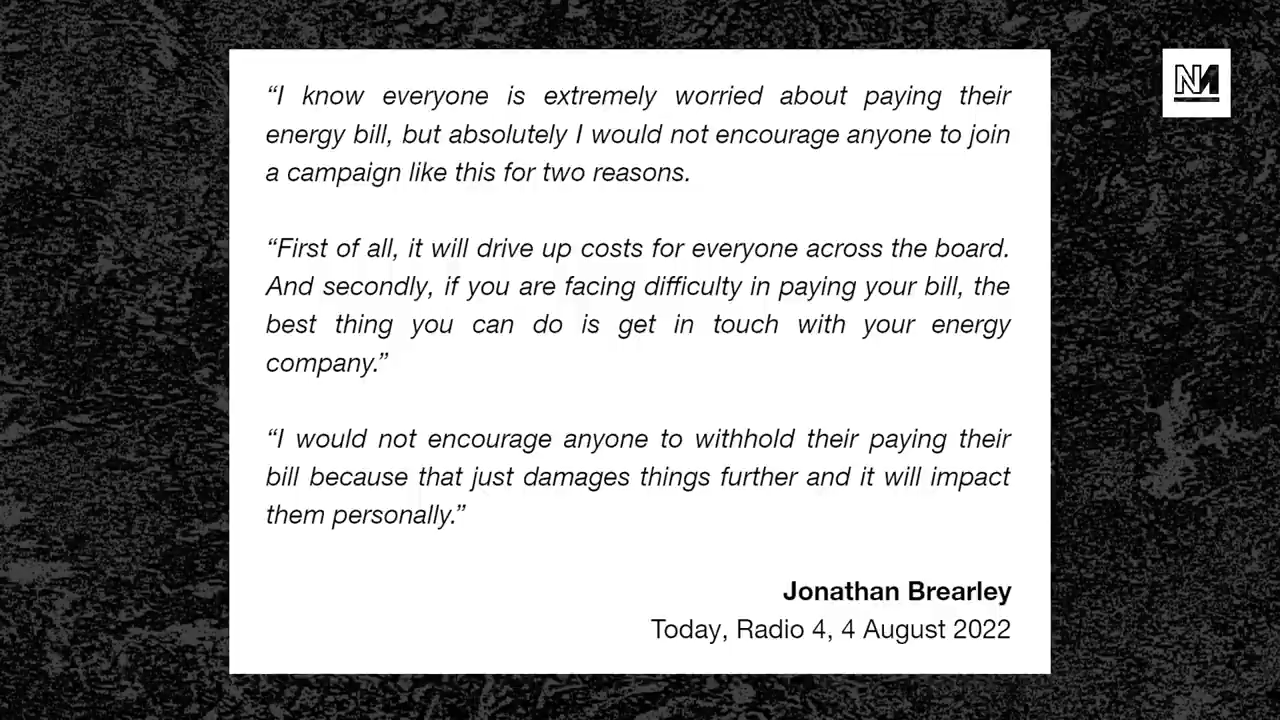 “I know everyone is extremely worried about paying their
energy bill, but absolutely I would not encourage anyone to join
a campaign like this for two reasons.
“First of all, it will drive up costs for everyone across the board.
And secondly, if you are facing difficulty in paying your bill, the
best thing you can do is get in touch with your energy
company.”
“I would not encourage anyone to withhold their paying their
bill because that just damages things further and it will impact
them personally.”
Jonathan Brearley
Today, Radio 4, 4 August 2022
NM